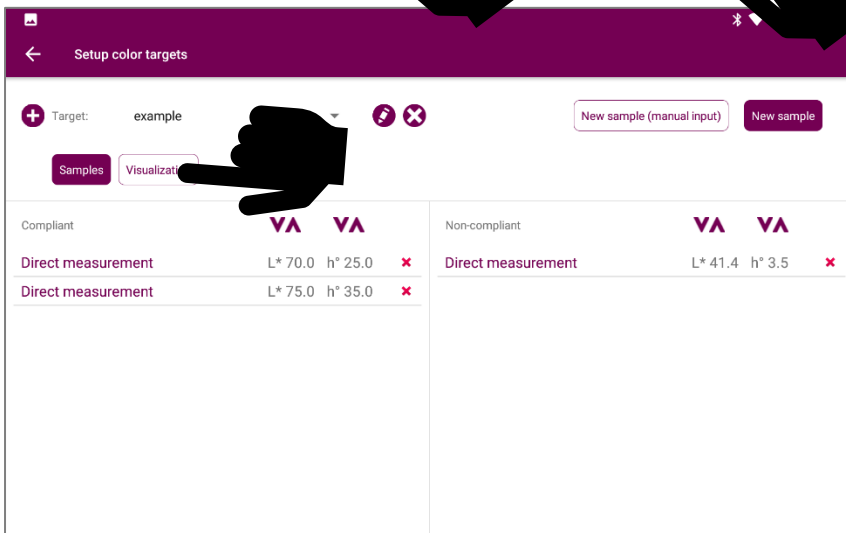 Setup color targets
Target: example
New sample (manual input)
New sample
Samples
Compliant
Non-compliant
Direct measurement L* 70.0 h° 25.0
Direct measurement L* 41.4 h° 3.5
Direct measurement L* 75.0 h° 35.0